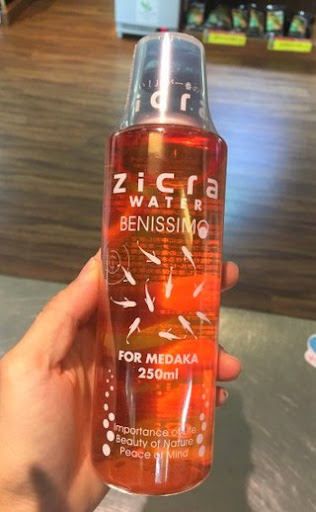 ZiCra
WATER
BENISSIMO
FOR MEDAKA
250ml
Importance of Life
Beauty of Nature
Peace of Mind